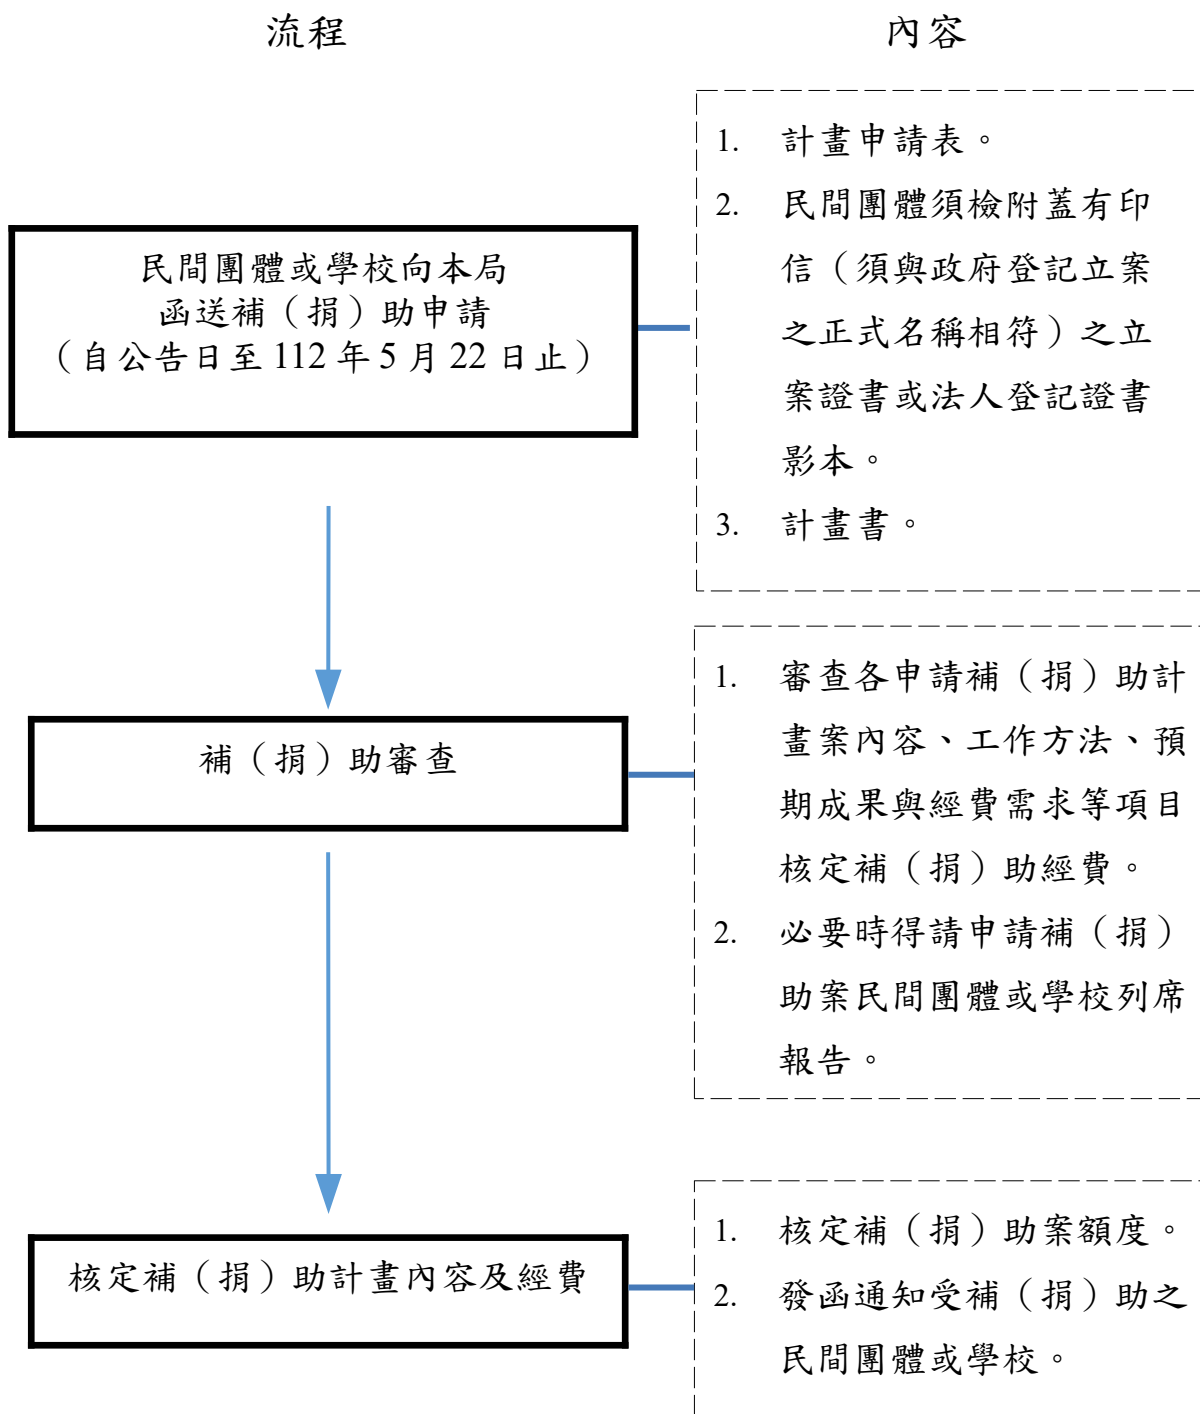 流程
內容
民間團體或學校向本局
函送補（捐）助申請
（自公告日至 112 年 5 月 22 日止）
1. 計畫申請表。
2. 民間團體須檢附蓋有印
信（須與政府登記立案
之正式名稱相符）之立
案證書或法人登記證書
影本。
3. 計畫書。
補（捐）助審查
1. 審查各申請補（捐）助計
畫案內容、工作方法、預
期成果與經費需求等項目
核定補（捐）助經費。
2. 必要時得請申請補（捐）
助案民間團體或學校列席
報告。
核定補（捐）助計畫內容及經費
1. 核定補（捐）助案額度。
2. 發函通知受補（捐）助之
民間團體或學校。